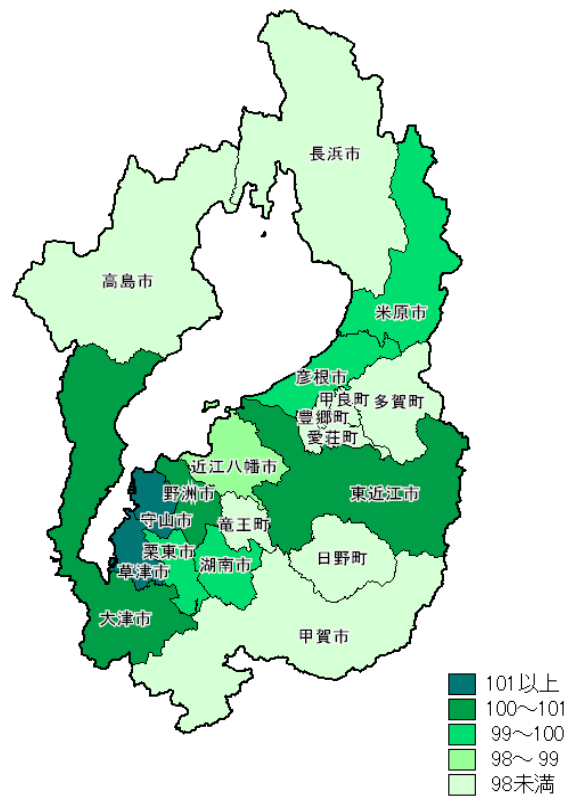 長浜市
高島市
米原市
彦根市
甲良町
多賀町
豊郷町
愛荘町
近江八幡市
野洲市
東近江市
守山市
竜王町
栗東市
日野町
湖南市
草津市
大津市
甲賀市
101以上
100～101
99～100
98～ 99
98未満